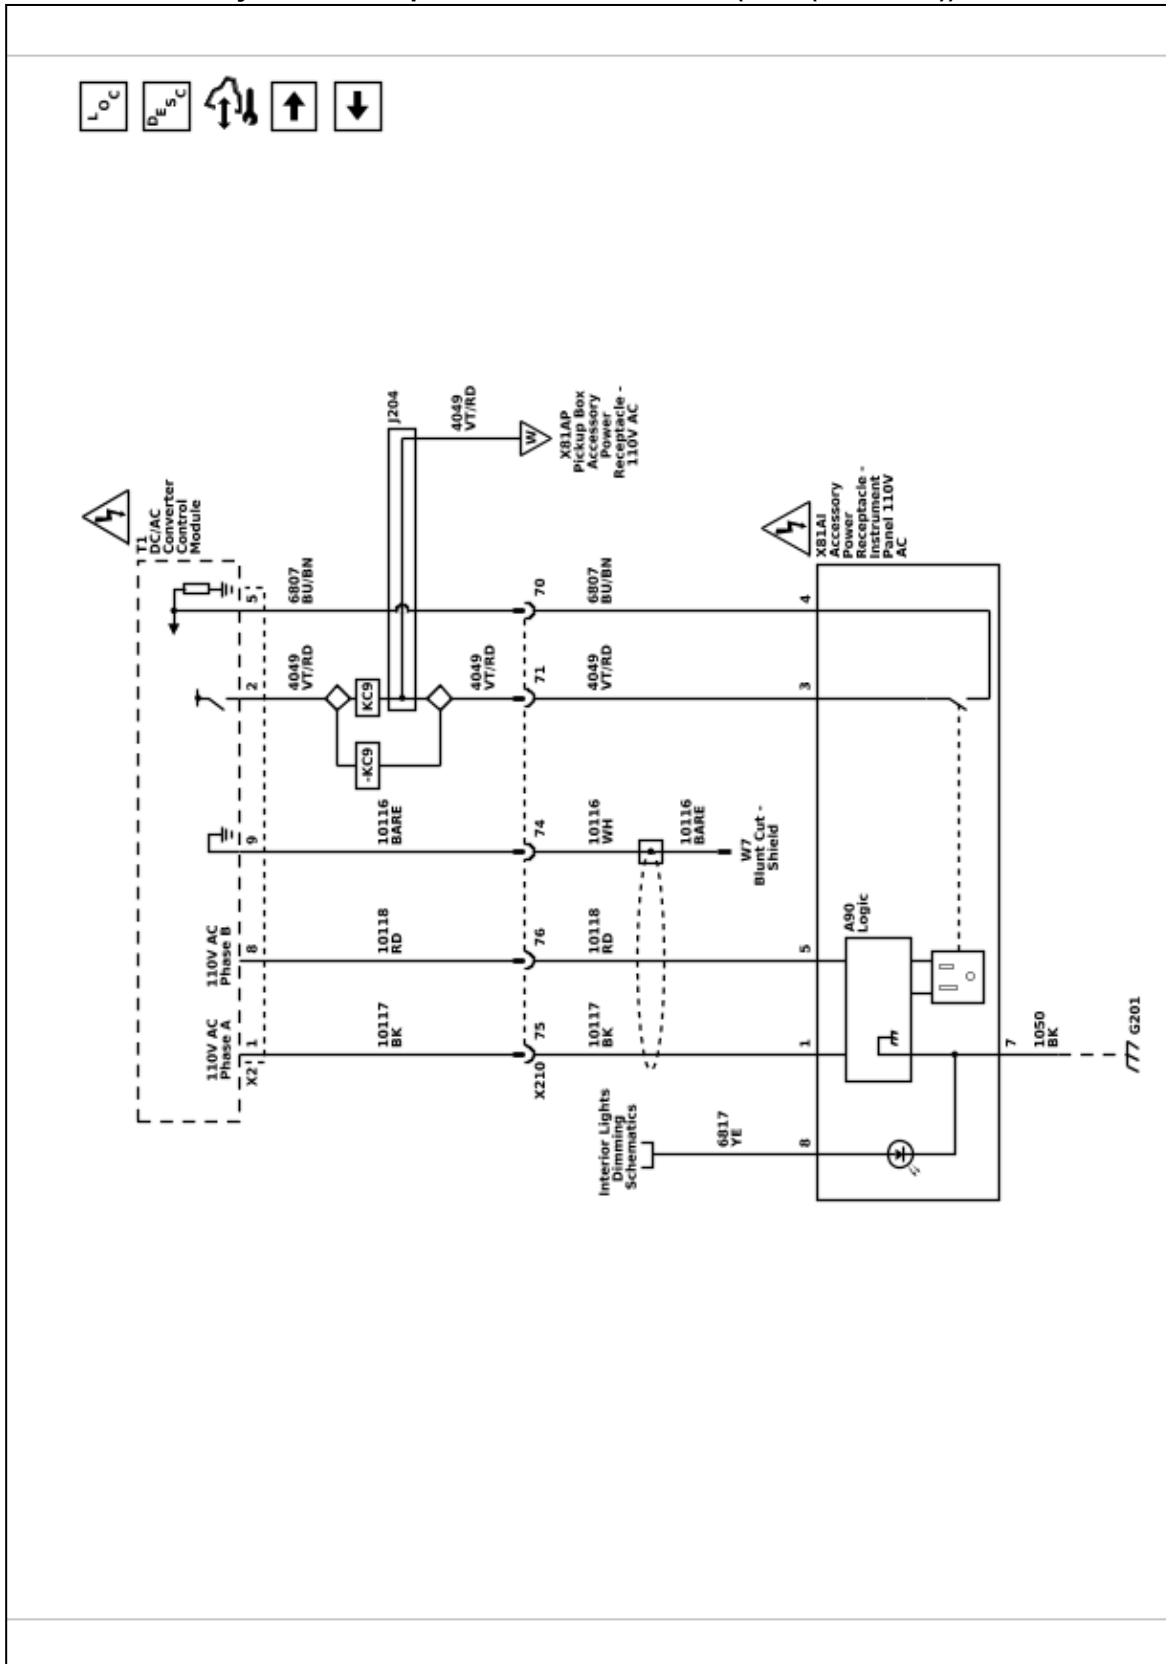 LOC
DESC
T1
DC/AC
Converter
Control
Module
J204
4049
VT/RD
W
X81AP
Pickup Box
Accessory
Power
Receptacle -
110V AC
5
6807
BU/BN
70
6807
BU/BN
4
2
4049
VT/RD
KC9
-KC9
4049
VT/RD
71
4049
VT/RD
3
9
10116
BARE
74
10116
WH
10116
BARE
W7
Blunt Cut -
Shield
110V AC
Phase B
8
10118
RD
76
10118
RD
5
110V AC
Phase A
X2
1
10117
BK
X210
75
10117
BK
1
X81AI
Accessory
Power
Receptacle -
Instrument
Panel 110V
AC
A90
Logic
Interior Lights
Dimming
Schematics
6817
YE
8
7
1050
BK
G201